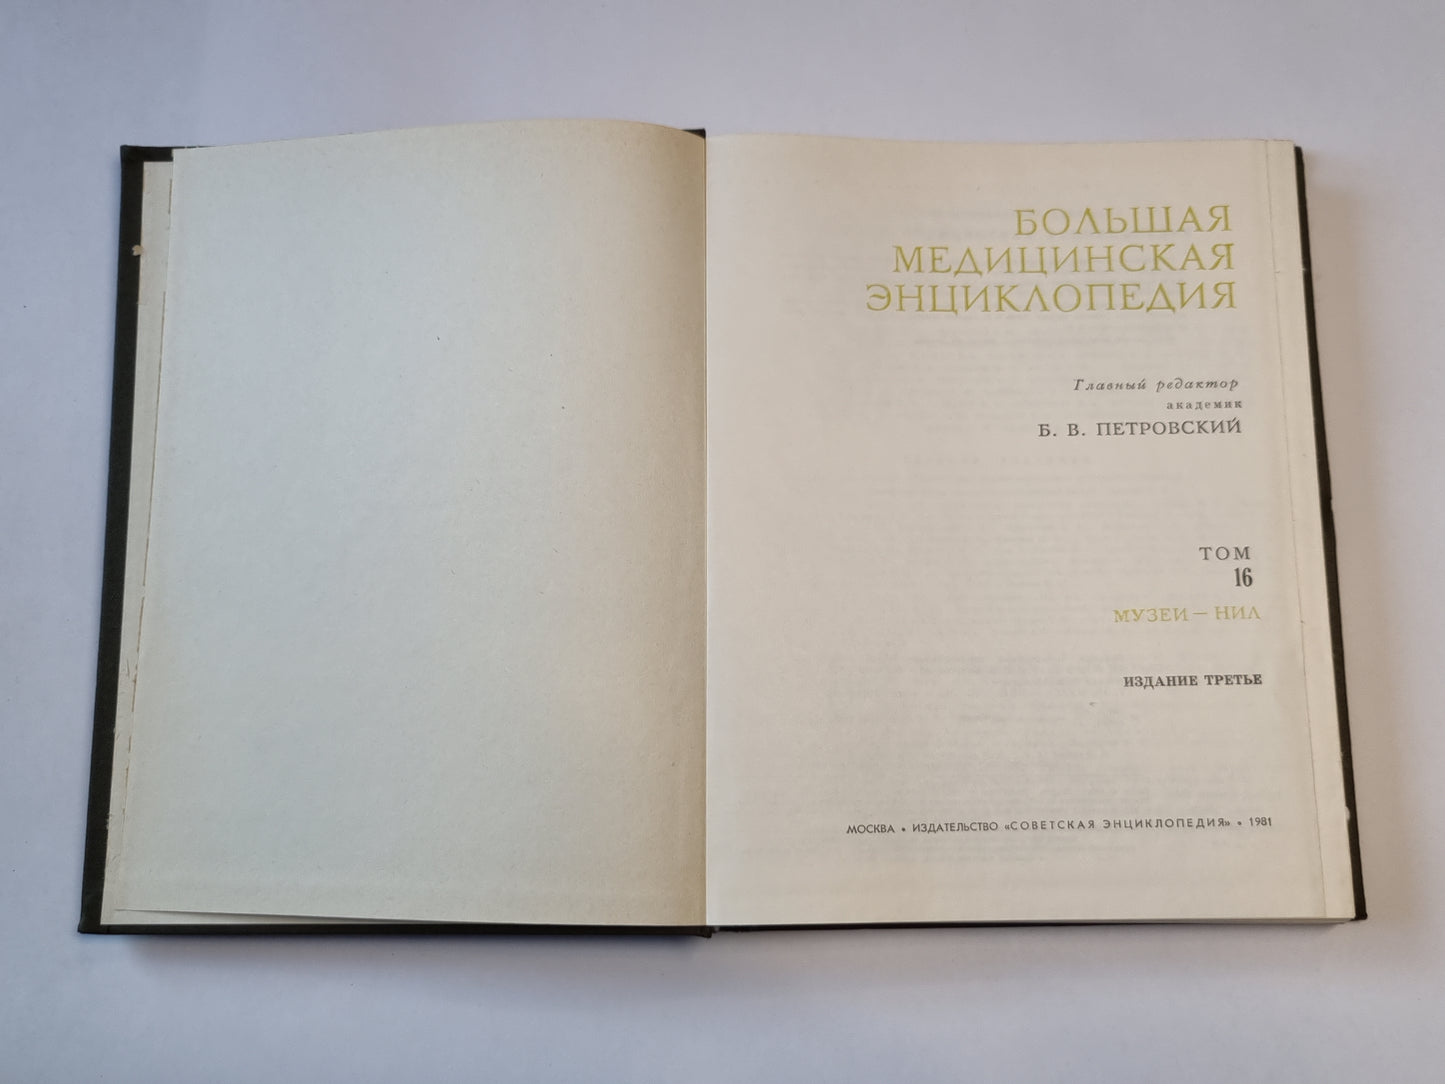 БОЛЬШАЯ
МЕДИЦИНСКАЯ
ЭНЦИКЛОПЕДИЯ
Главный редактор
академик
Б. В. ПЕТРОВСКИЙ
ТОМ
16
МУЗЕИ — НИЛ
ИЗДАНИЕ ТРЕТЬЕ
МОСКВА • ИЗДАТЕЛЬСТВО «СОВЕТСКАЯ ЭНЦИКЛОПЕДИЯ» • 1981